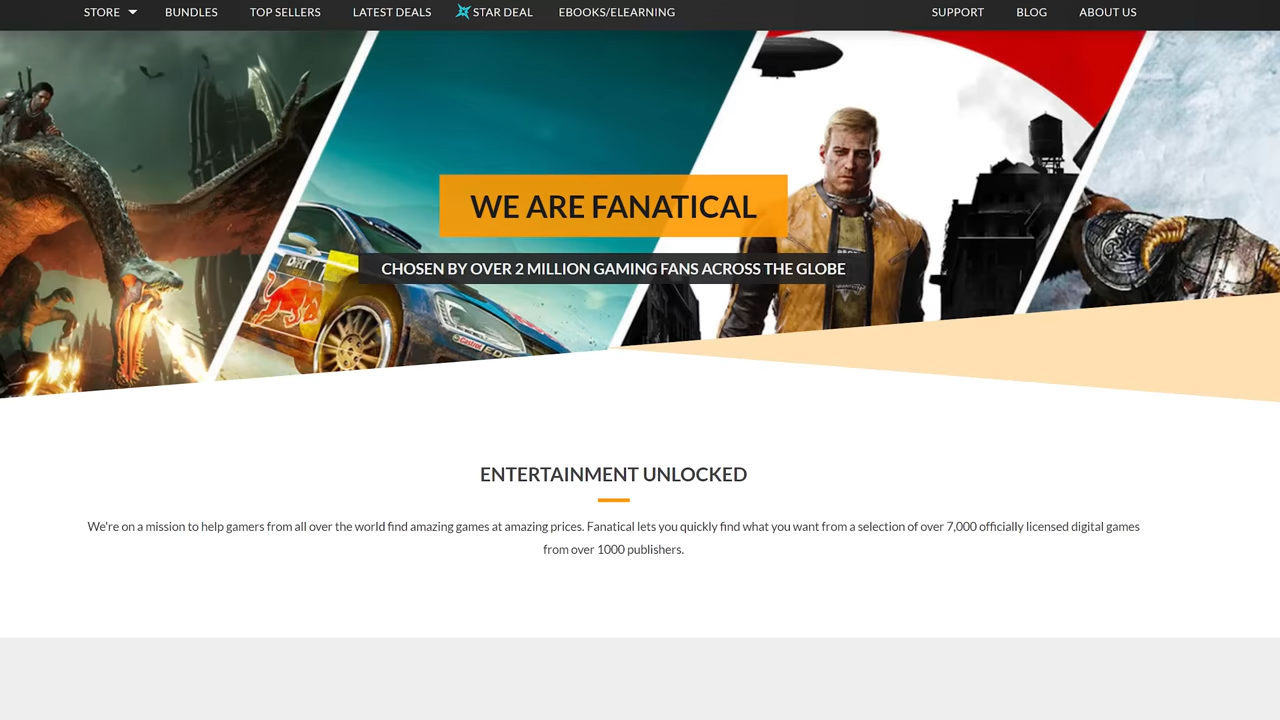 STORE BUNDLES TOP SELLERS LATEST DEALS STAR DEAL EBOOKS/ELEARNING SUPPORT BLOG ABOUT US
WE ARE FANATICAL
CHOSEN BY OVER 2 MILLION GAMING FANS ACROSS THE GLOBE
DiRT
Castrol EDGE
ENTERTAINMENT UNLOCKED
We're on a mission to help gamers from all over the world find amazing games at amazing prices. Fanatical lets you quickly find what you want from a selection of over 7,000 officially licensed digital games
from over 1000 publishers.